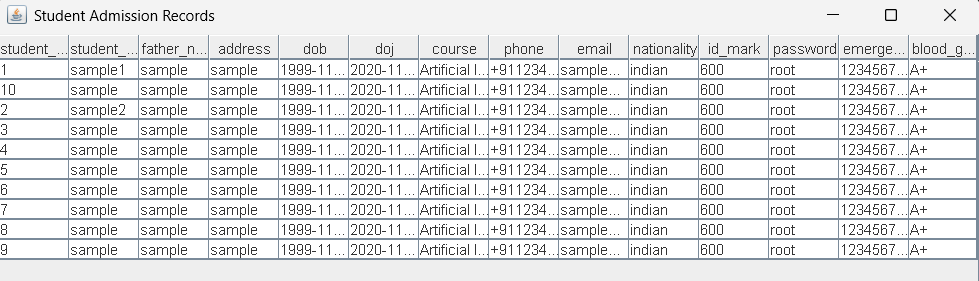 Student Admission Records
student_... student_... father_n... address dob doj course phone email nationality id_mark password emerge... blood_g...
1 sample1 sample sample 1999-11... 2020-11... Artificial I... +911234... sample... indian 600 root 1234567... A+
10 sample sample sample 1999-11... 2020-11... Artificial I... +911234... sample... indian 600 root 1234567... A+
2 sample2 sample sample 1999-11... 2020-11... Artificial I... +911234... sample... indian 600 root 1234567... A+
3 sample sample sample 1999-11... 2020-11... Artificial I... +911234... sample... indian 600 root 1234567... A+
4 sample sample sample 1999-11... 2020-11... Artificial I... +911234... sample... indian 600 root 1234567... A+
5 sample sample sample 1999-11... 2020-11... Artificial I... +911234... sample... indian 600 root 1234567... A+
6 sample sample sample 1999-11... 2020-11... Artificial I... +911234... sample... indian 600 root 1234567... A+
7 sample sample sample 1999-11... 2020-11... Artificial I... +911234... sample... indian 600 root 1234567... A+
8 sample sample sample 1999-11... 2020-11... Artificial I... +911234... sample... indian 600 root 1234567... A+
9 sample sample sample 1999-11... 2020-11... Artificial I... +911234... sample... indian 600 root 1234567... A+